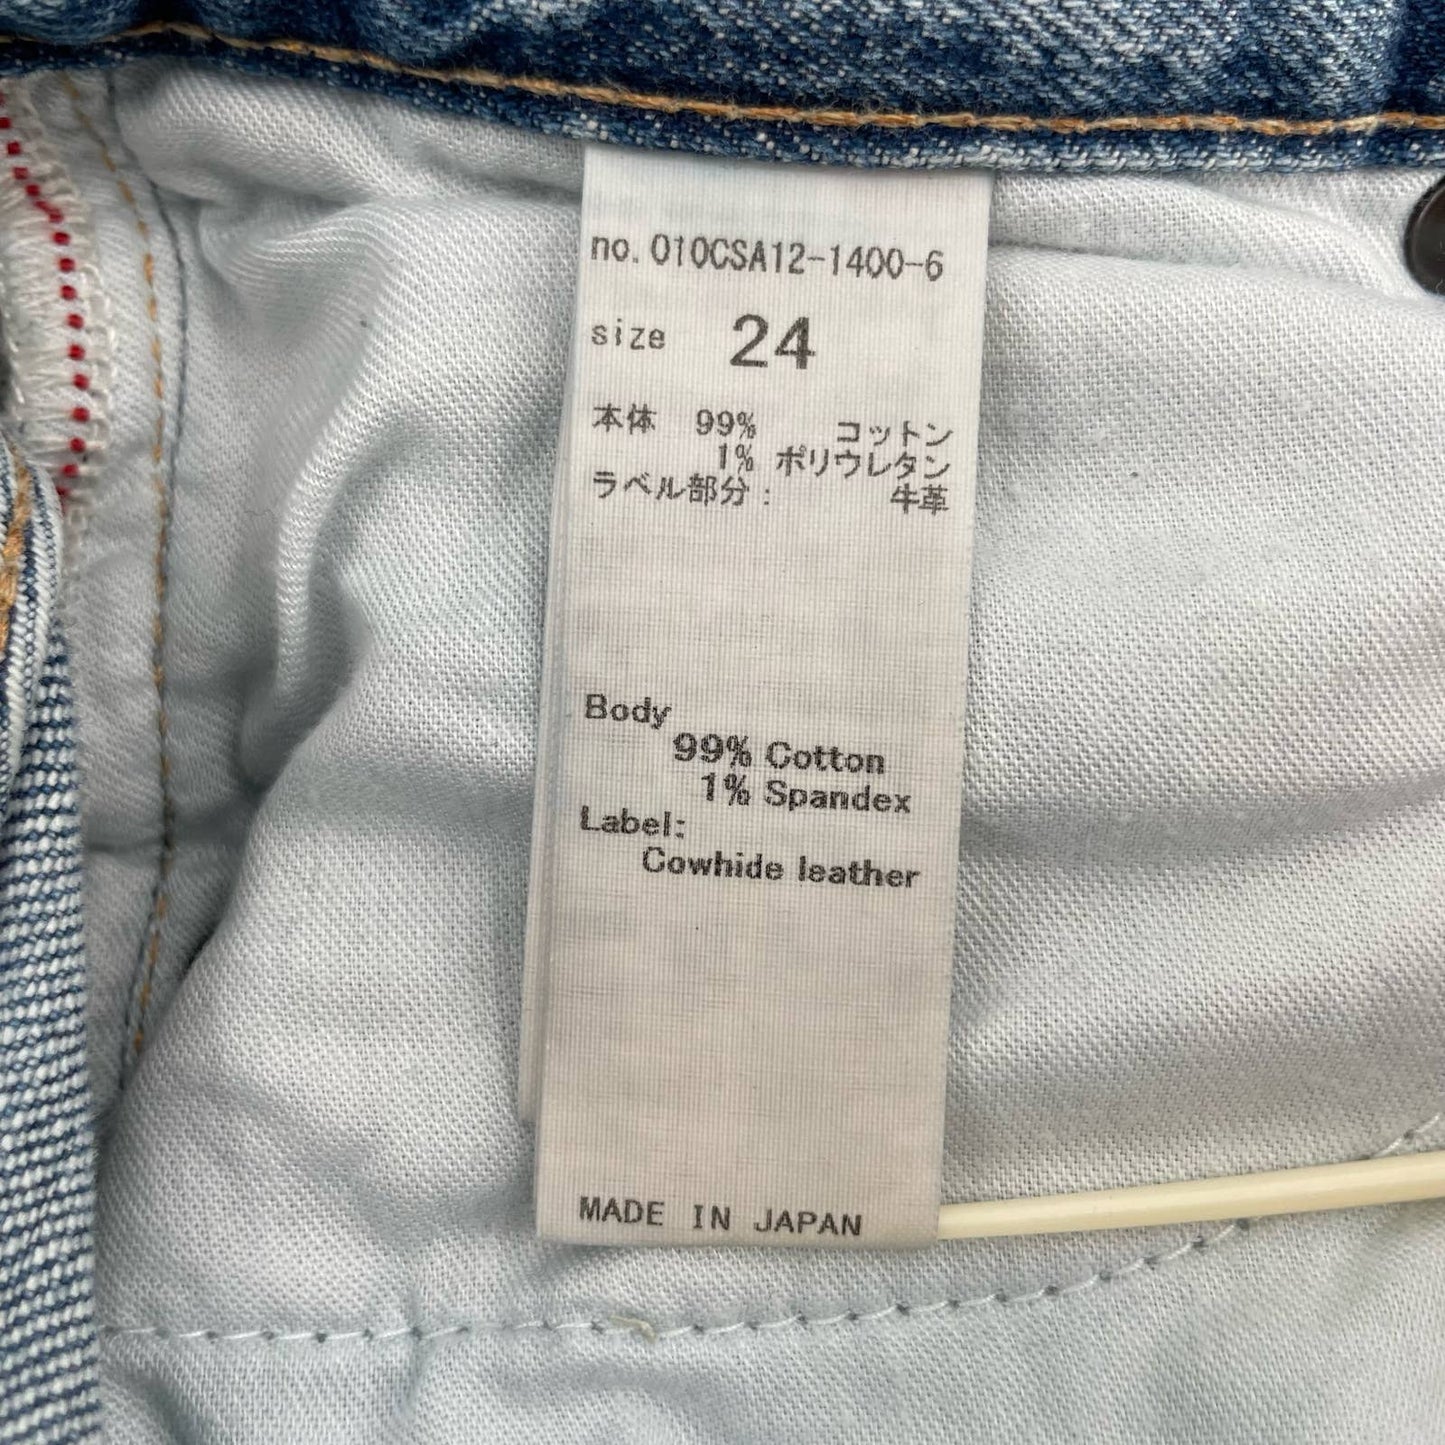 no. 010CSA12-1400-6
size 24
本体 99% コットン
1% ポリウレタン
ラベル部分: 牛革
Body
99% Cotton
1% Spandex
Label:
Cowhide leather
MADE IN JAPAN